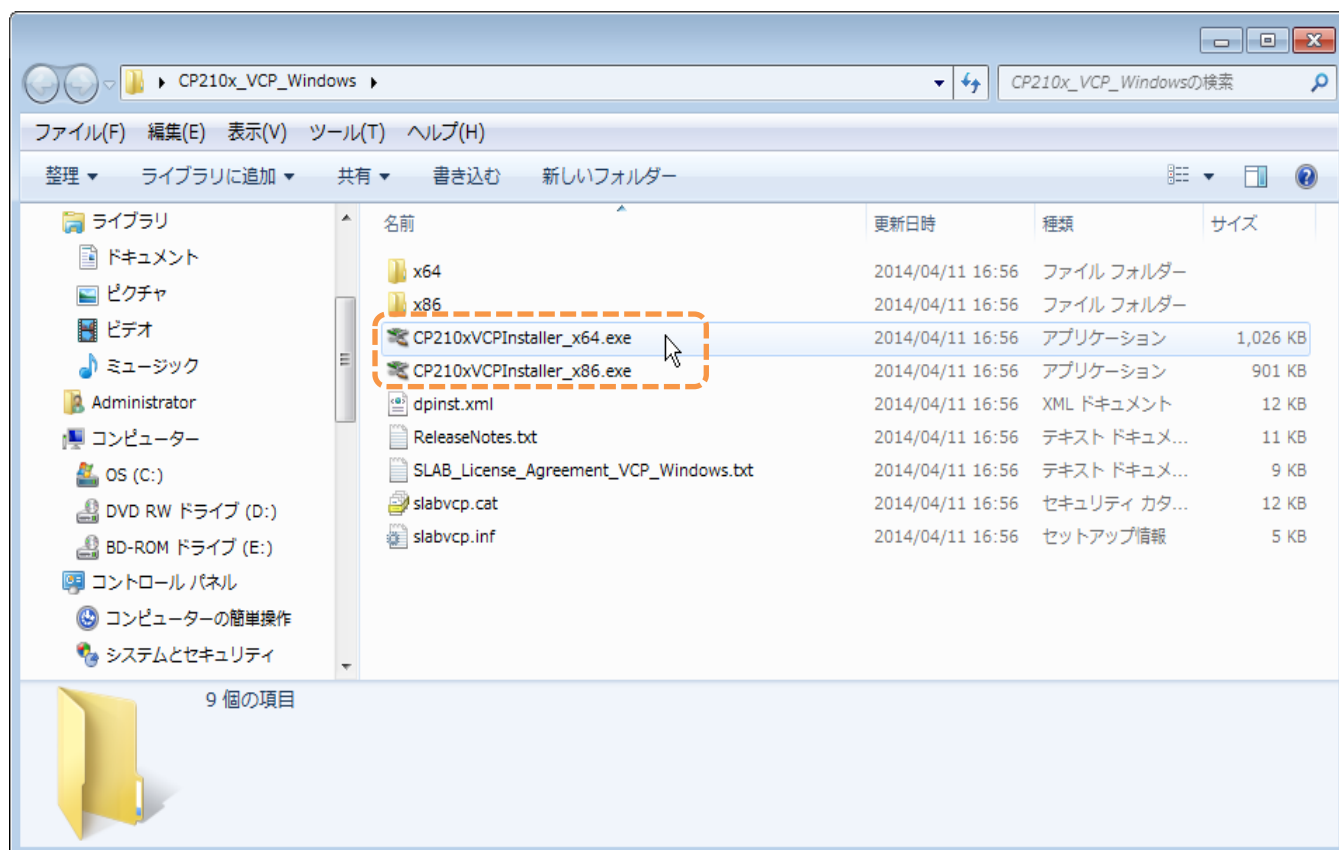 CP210x_VCP_Windows
CP210x_VCP_Windowsの検索
ファイル(F) 編集(E) 表示(V) ツール(T) ヘルプ(H)
整理 ライブラリに追加 共有 書き込む 新しいフォルダー
ライブラリ
ドキュメント
ピクチャ
ビデオ
ミュージック
Administrator
コンピューター
OS (C:)
DVD RW ドライブ (D:)
BD-ROM ドライブ (E:)
コントロール パネル
コンピューターの簡単操作
システムとセキュリティ
名前 更新日時 種類 サイズ
x64 2014/04/11 16:56 ファイル フォルダー
x86 2014/04/11 16:56 ファイル フォルダー
CP210xVCPInstaller_x64.exe 2014/04/11 16:56 アプリケーション 1,026 KB
CP210xVCPInstaller_x86.exe 2014/04/11 16:56 アプリケーション 901 KB
dpinst.xml 2014/04/11 16:56 XML ドキュメント 12 KB
ReleaseNotes.txt 2014/04/11 16:56 テキスト ドキュメ... 11 KB
SLAB_License_Agreement_VCP_Windows.txt 2014/04/11 16:56 テキスト ドキュメ... 9 KB
slabvcp.cat 2014/04/11 16:56 セキュリティ カタ... 12 KB
slabvcp.inf 2014/04/11 16:56 セットアップ情報 5 KB
9 個の項目